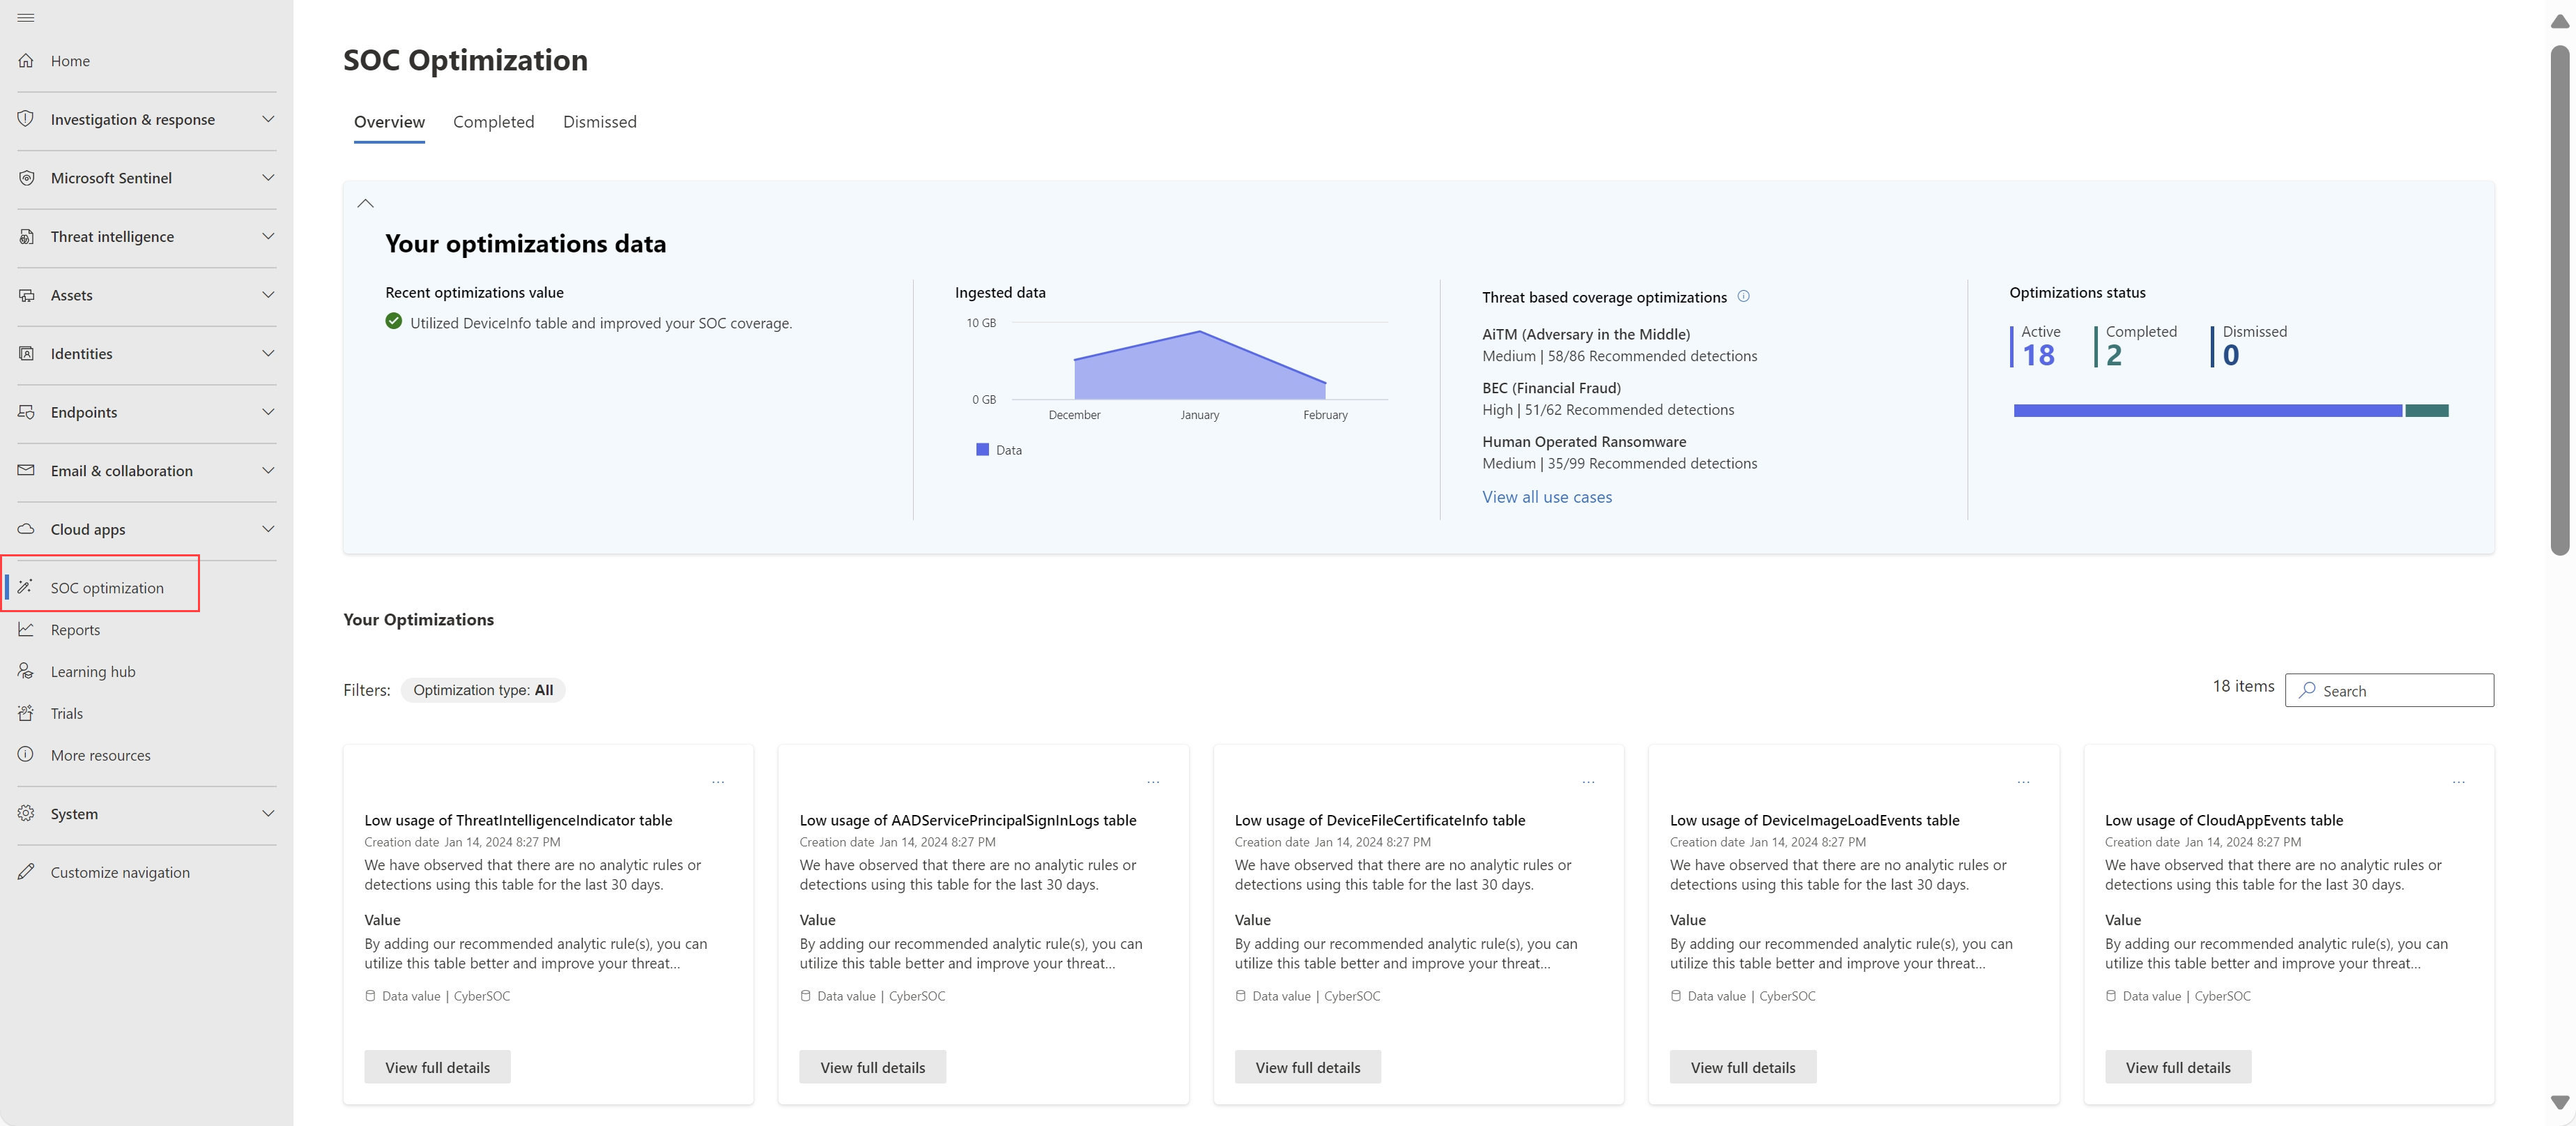 Home
Investigation & response
Microsoft Sentinel
Threat intelligence
Assets
Identities
Endpoints
Email & collaboration
Cloud apps
SOC optimization
Reports
Learning hub
Trials
More resources
System
Customize navigation
SOC Optimization
Overview Completed Dismissed
Your optimizations data
Recent optimizations value
Utilized DeviceInfo table and improved your SOC coverage.
Ingested data
10 GB
0 GB
December January February
Data
Threat based coverage optimizations
AiTM (Adversary in the Middle)
Medium | 58/86 Recommended detections
BEC (Financial Fraud)
High | 51/62 Recommended detections
Human Operated Ransomware
Medium | 35/99 Recommended detections
View all use cases
Optimizations status
Active Completed Dismissed
18 2 0
Your Optimizations
Filters: Optimization type: All
18 items Search
...
Low usage of ThreatIntelligenceIndicator table
Creation date Jan 14, 2024 8:27 PM
We have observed that there are no analytic rules or
detections using this table for the last 30 days.
Value
By adding our recommended analytic rule(s), you can
utilize this table better and improve your threat...
Data value | CyberSOC
View full details
...
Low usage of AADServicePrincipalSignInLogs table
Creation date Jan 14, 2024 8:27 PM
We have observed that there are no analytic rules or
detections using this table for the last 30 days.
Value
By adding our recommended analytic rule(s), you can
utilize this table better and improve your threat...
Data value | CyberSOC
View full details
...
Low usage of DeviceFileCertificateInfo table
Creation date Jan 14, 2024 8:27 PM
We have observed that there are no analytic rules or
detections using this table for the last 30 days.
Value
By adding our recommended analytic rule(s), you can
utilize this table better and improve your threat...
Data value | CyberSOC
View full details
...
Low usage of DeviceImageLoadEvents table
Creation date Jan 14, 2024 8:27 PM
We have observed that there are no analytic rules or
detections using this table for the last 30 days.
Value
By adding our recommended analytic rule(s), you can
utilize this table better and improve your threat...
Data value | CyberSOC
View full details
...
Low usage of CloudAppEvents table
Creation date Jan 14, 2024 8:27 PM
We have observed that there are no analytic rules or
detections using this table for the last 30 days.
Value
By adding our recommended analytic rule(s), you can
utilize this table better and improve your threat...
Data value | CyberSOC
View full details